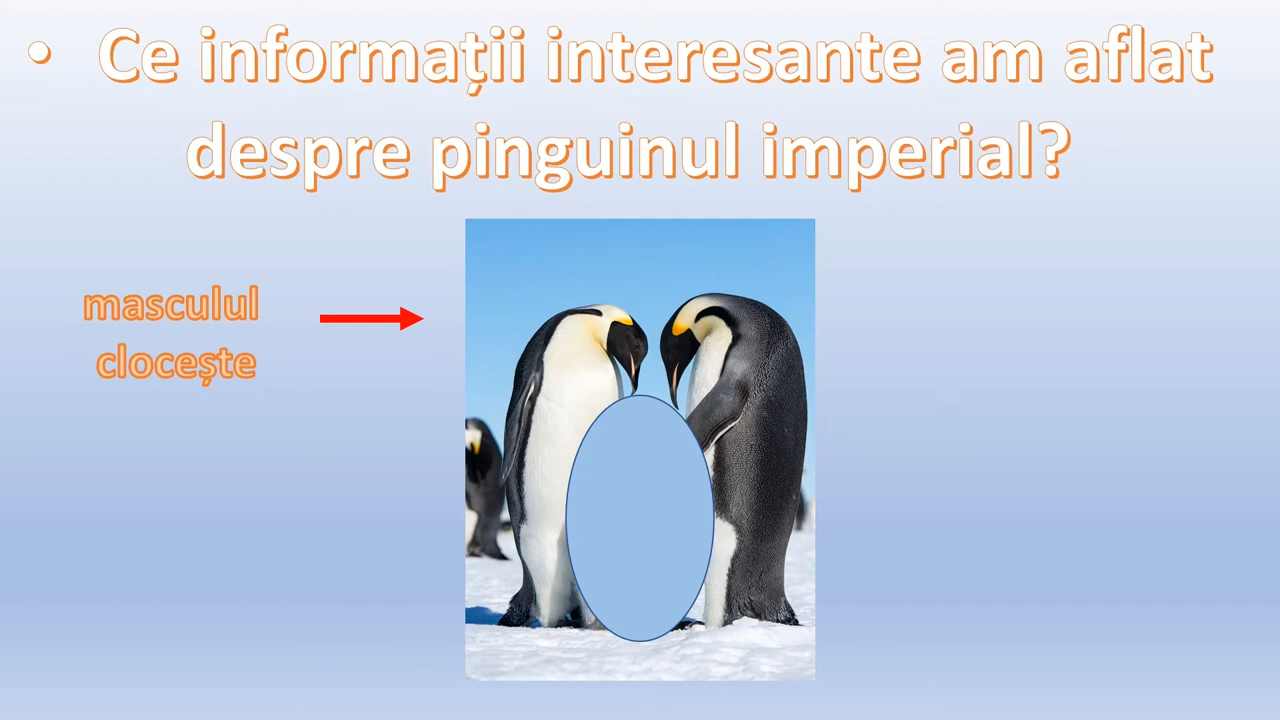 • Ce informații interesante am aflat
despre pinguinul imperial?
masculul
clocește